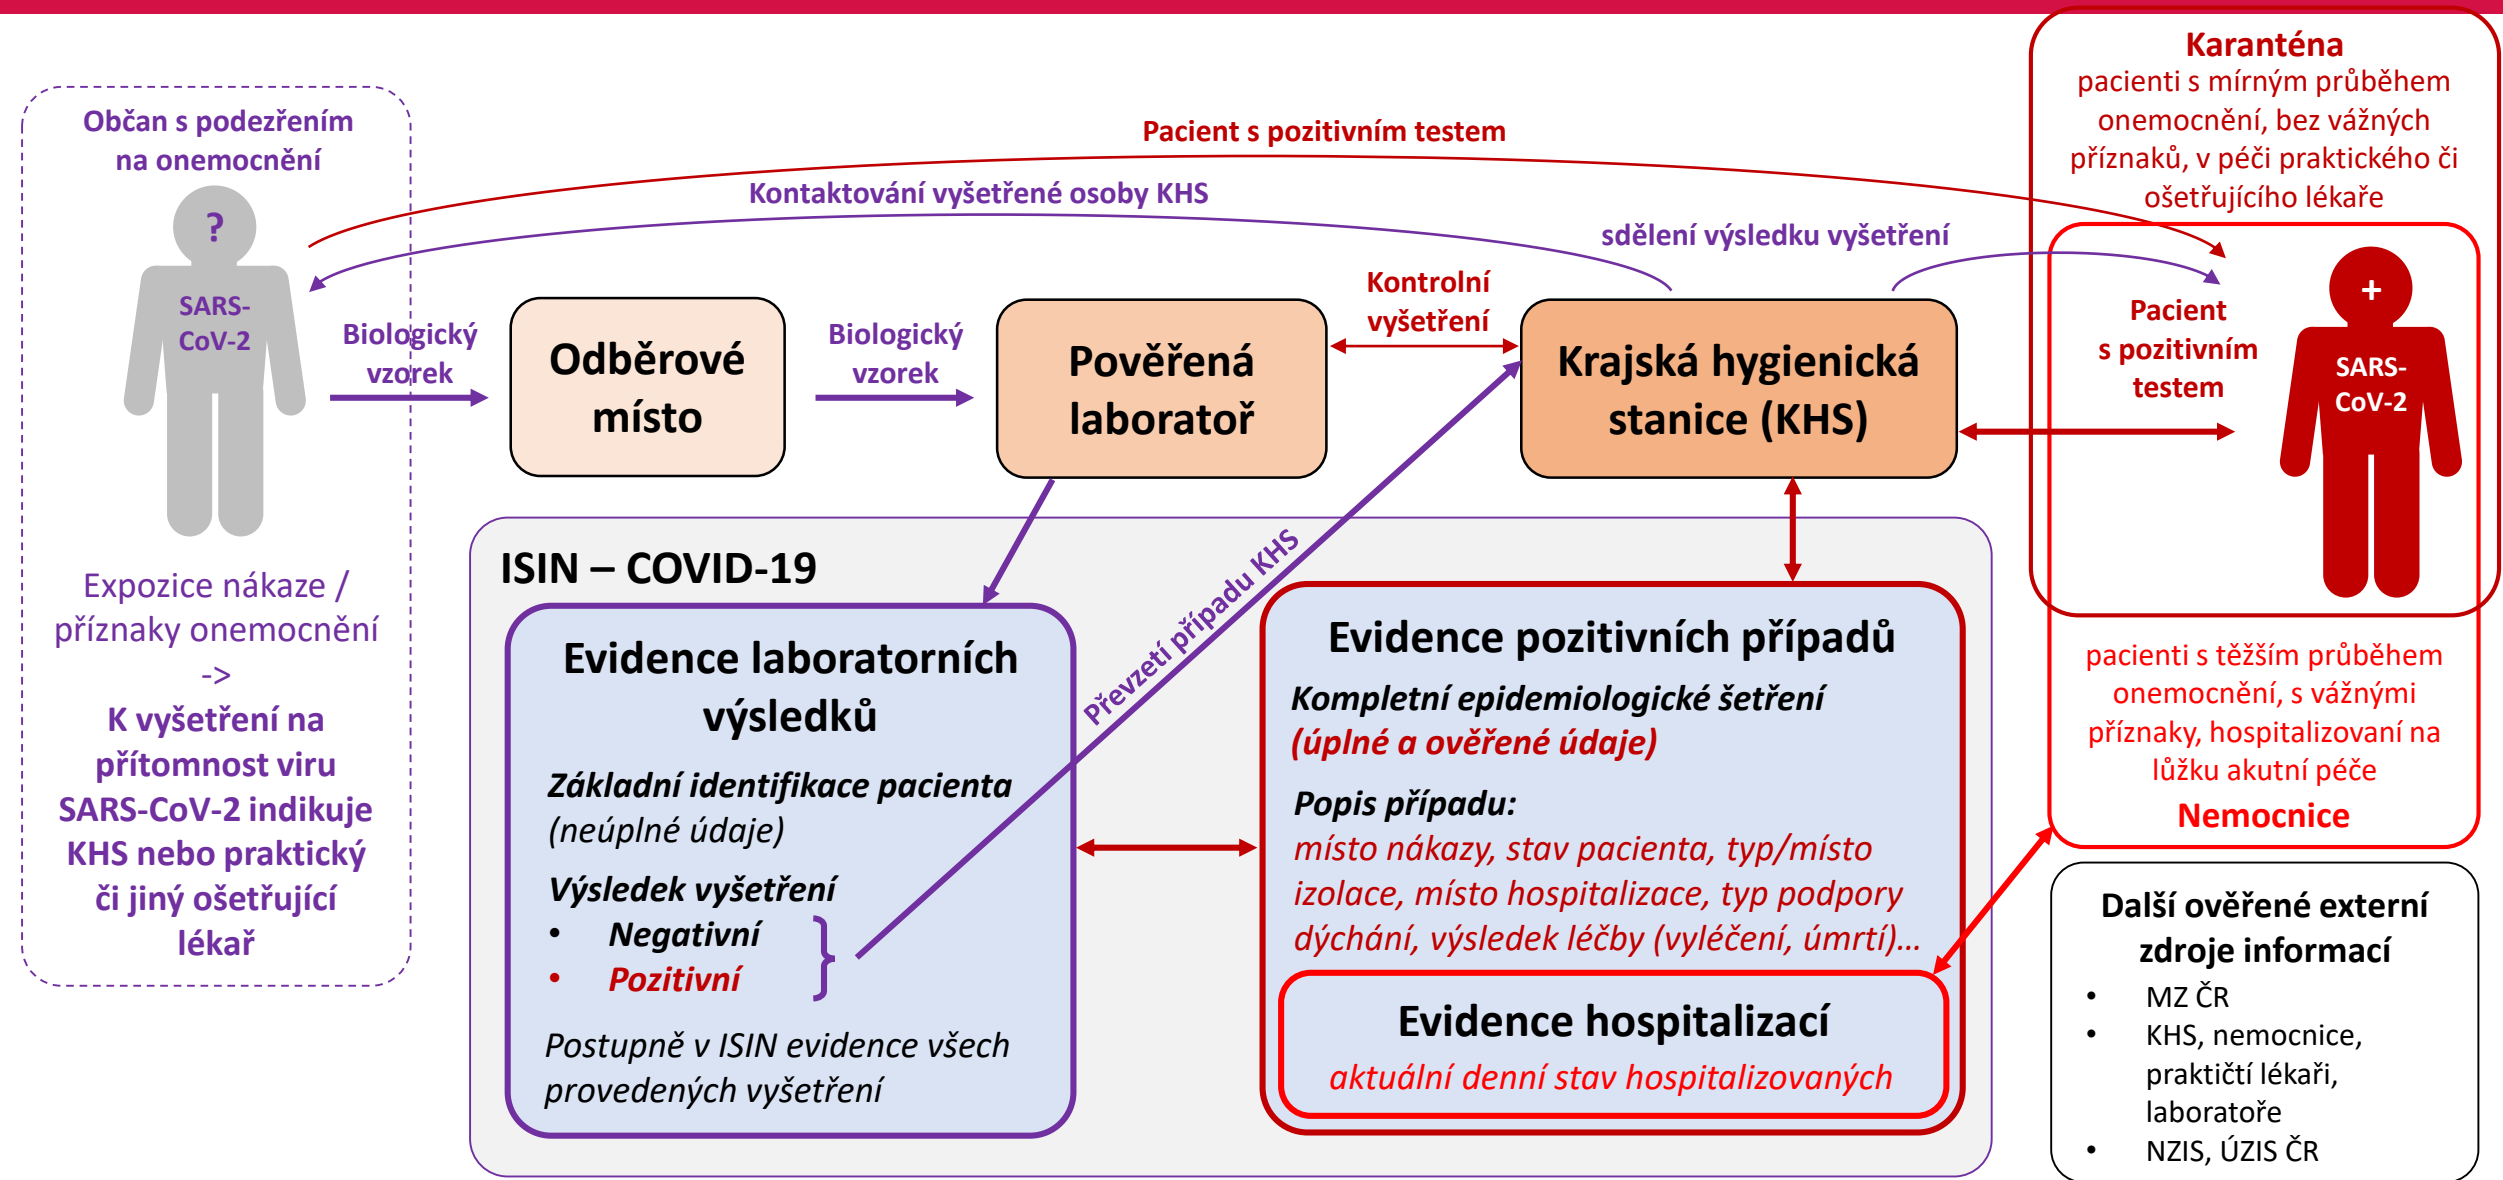 Občan s podezřením
na onemocnění
?
SARS-
CoV-2
Expozice nákaze /
příznaky onemocnění
->
K vyšetření na
přítomnost viru
SARS-CoV-2 indikuje
KHS nebo praktický
či jiný ošetřující
lékař
Biologický
vzorek
Odběrové
místo
Biologický
vzorek
Pověřená
laboratoř
Kontrolní
vyšetření
Krajská hygienická
stanice (KHS)
Pacient s pozitivním testem
Kontaktování vyšetřené osoby KHS
sdělení výsledku vyšetření
Karanténa
pacienti s mírným průběhem
onemocnění, bez vážných
příznaků, v péči praktického či
ošetřujícího lékaře
Pacient
s pozitivním
testem
+
SARS-
CoV-2
pacienti s těžším průběhem
onemocnění, s vážnými
příznaky, hospitalizovaní na
lůžku akutní péče
Nemocnice
ISIN – COVID-19
Evidence laboratorních
výsledků
Základní identifikace pacienta
(neúplné údaje)
Výsledek vyšetření
• Negativní
• Pozitivní
Postupně v ISIN evidence všech
provedených vyšetření
Převzetí případu KHS
Evidence pozitivních případů
Kompletní epidemiologické šetření
(úplné a ověřené údaje)
Popis případu:
místo nákazy, stav pacienta, typ/místo
izolace, místo hospitalizace, typ podpory
dýchání, výsledek léčby (vyléčení, úmrtí)…
Evidence hospitalizací
aktuální denní stav hospitalizovaných
Další ověřené externí
zdroje informací
• MZ ČR
• KHS, nemocnice,
praktičtí lékaři,
laboratoře
• NZIS, ÚZIS ČR